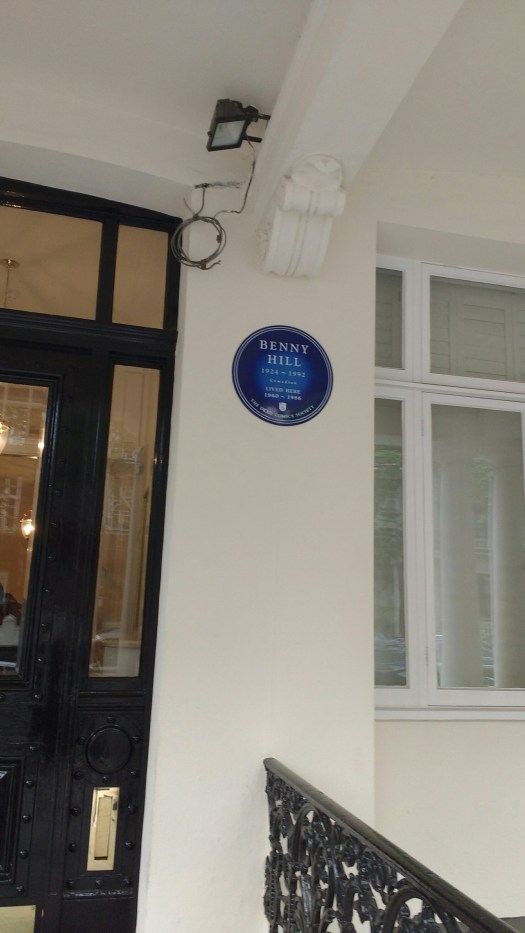 BENNY
HILL
1924 ~ 1992
Comedian
LIVED HERE
1960 ~ 1986
THE DEAD COMICS SOCIETY